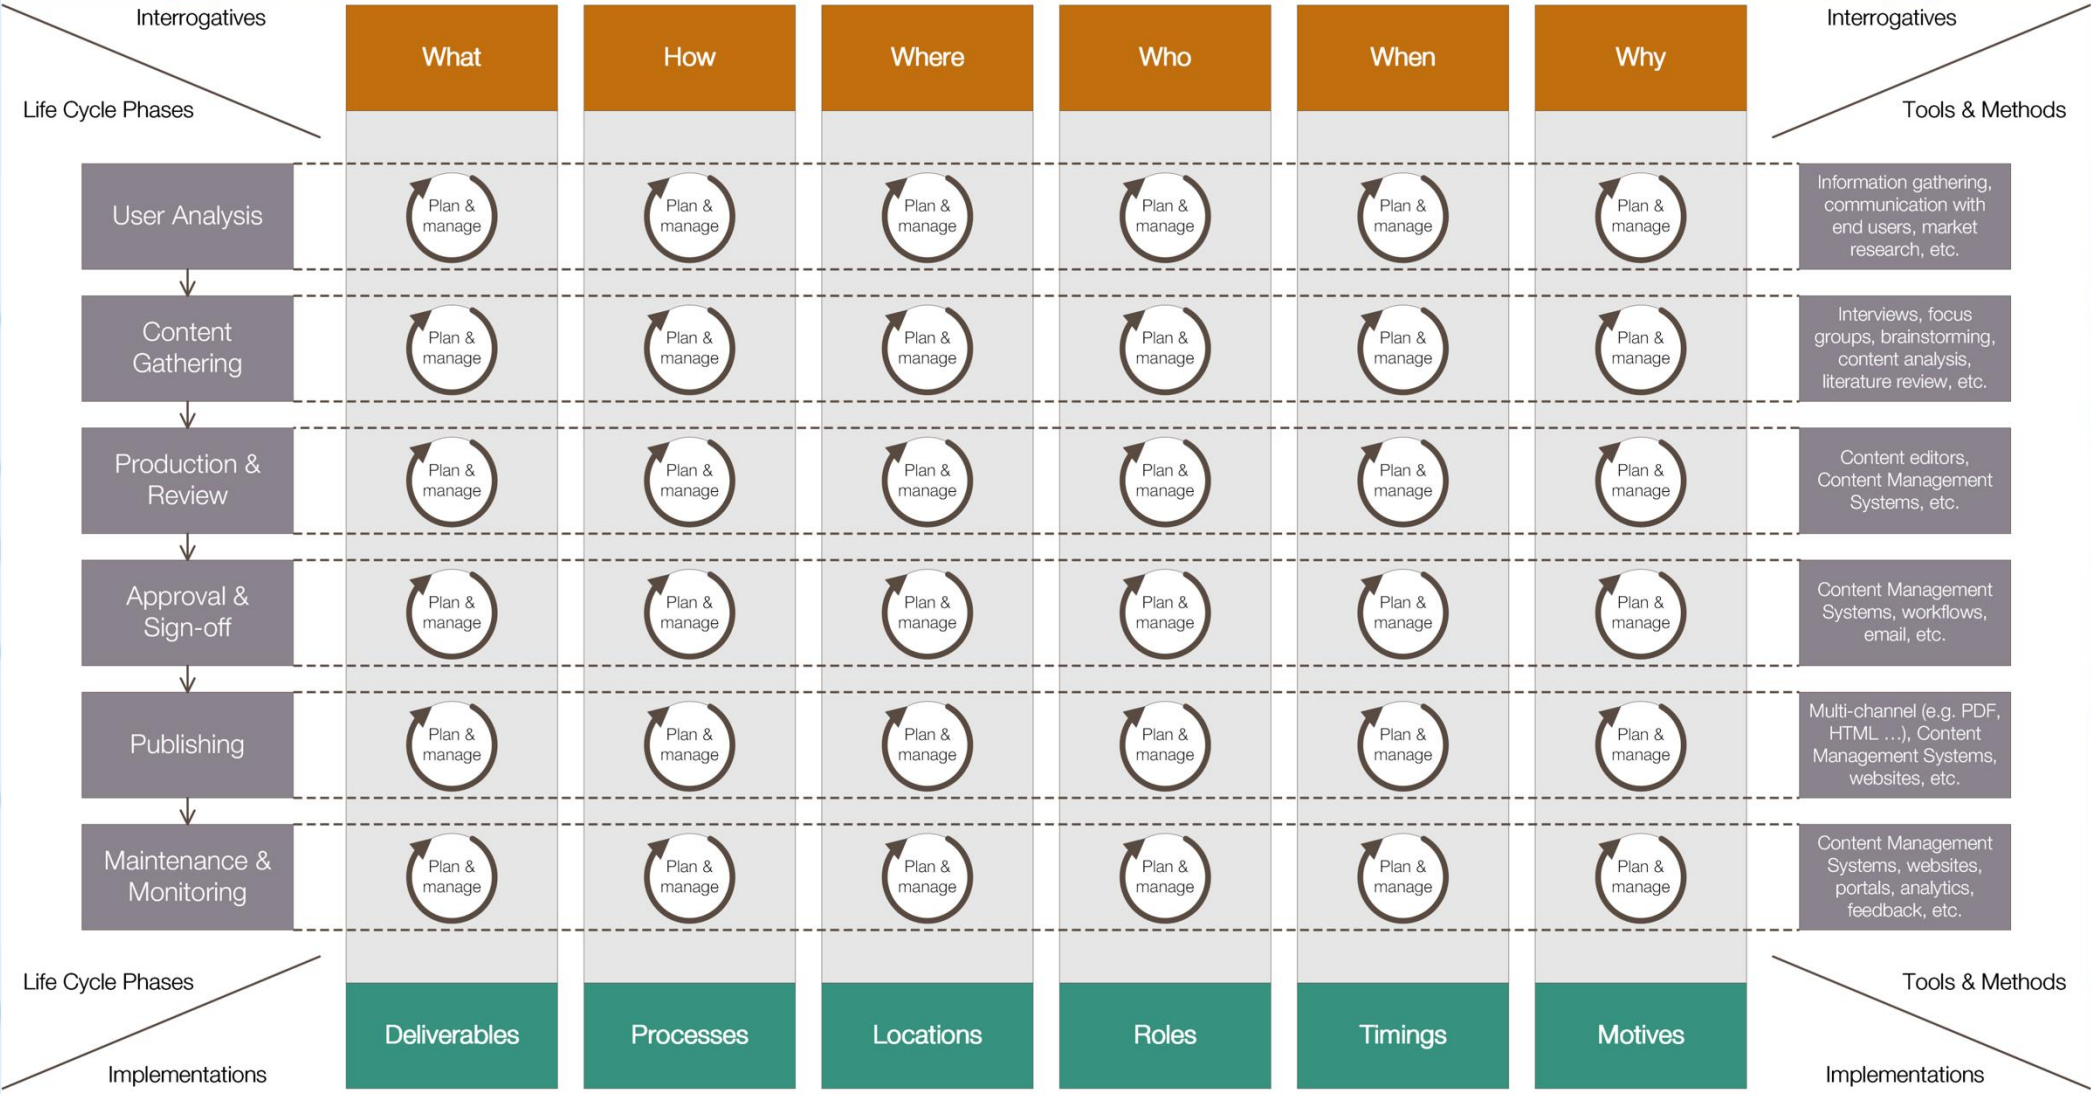 Interrogatives
What
How
Where
Who
When
Why
Interrogatives
Life Cycle Phases
Tools & Methods
User Analysis
Plan &
manage
Plan &
manage
Plan &
manage
Plan &
manage
Plan &
manage
Plan &
manage
Information gathering,
communication with
end users, market
research, etc.
Content
Gathering
Plan &
manage
Plan &
manage
Plan &
manage
Plan &
manage
Plan &
manage
Plan &
manage
Interviews, focus
groups, brainstorming,
content analysis,
literature review, etc.
Production &
Review
Plan &
manage
Plan &
manage
Plan &
manage
Plan &
manage
Plan &
manage
Plan &
manage
Content editors,
Content Management
Systems, etc.
Approval &
Sign-off
Plan &
manage
Plan &
manage
Plan &
manage
Plan &
manage
Plan &
manage
Plan &
manage
Content Management
Systems, workflows,
email, etc.
Publishing
Plan &
manage
Plan &
manage
Plan &
manage
Plan &
manage
Plan &
manage
Plan &
manage
Multi-channel (e.g. PDF,
HTML ...), Content
Management Systems,
websites, etc.
Maintenance &
Monitoring
Plan &
manage
Plan &
manage
Plan &
manage
Plan &
manage
Plan &
manage
Plan &
manage
Content Management
Systems, websites,
portals, analytics,
feedback, etc.
Life Cycle Phases
Tools & Methods
Deliverables
Processes
Locations
Roles
Timings
Motives
Implementations
Implementations